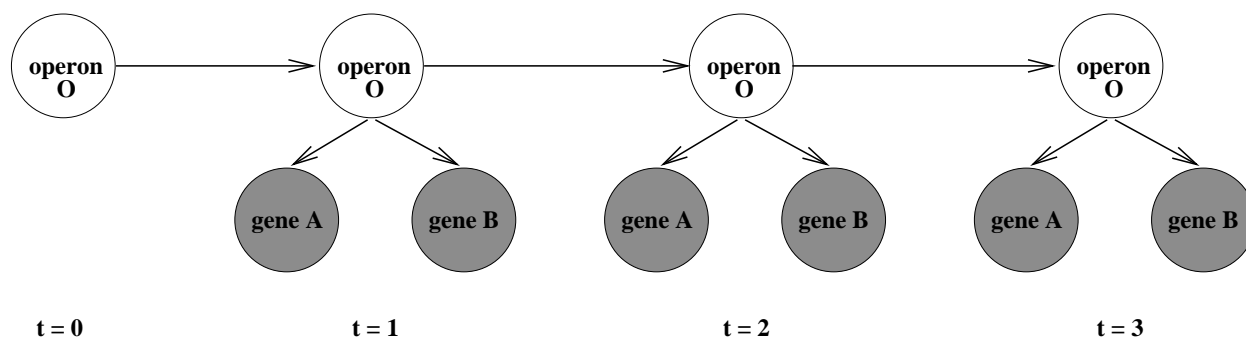 operon
O
operon
O
operon
O
operon
O
gene A
gene B
gene A
gene B
gene A
gene B
t = 0
t = 1
t = 2
t = 3